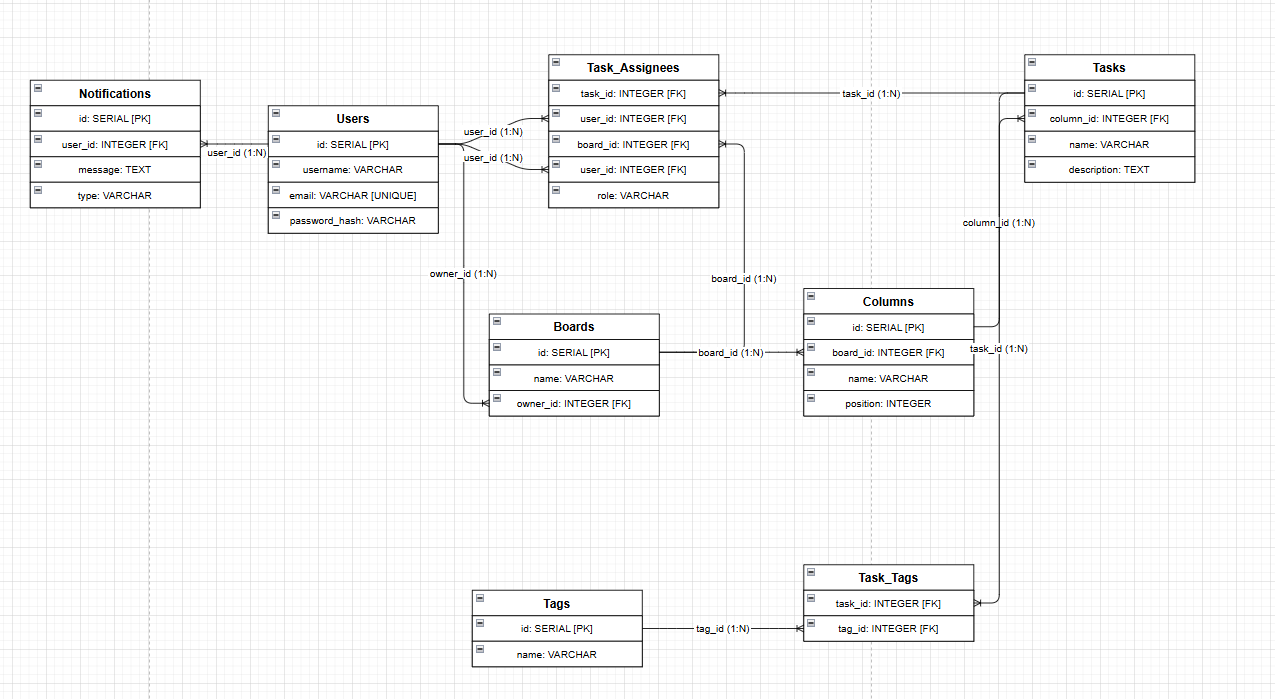 Notifications
id: SERIAL [PK]
user_id: INTEGER [FK]
message: TEXT
type: VARCHAR
user_id (1:N)
Users
id: SERIAL [PK]
username: VARCHAR
email: VARCHAR [UNIQUE]
password_hash: VARCHAR
user_id (1:N)
user_id (1:N)
owner_id (1:N)
Task_Assignees
task_id: INTEGER [FK]
user_id: INTEGER [FK]
board_id: INTEGER [FK]
user_id: INTEGER [FK]
role: VARCHAR
task_id (1:N)
Tasks
id: SERIAL [PK]
column_id: INTEGER [FK]
name: VARCHAR
description: TEXT
column_id (1:N)
board_id (1:N)
Boards
id: SERIAL [PK]
name: VARCHAR
owner_id: INTEGER [FK]
board_id (1:N)
Columns
id: SERIAL [PK]
board_id: INTEGER [FK]
name: VARCHAR
position: INTEGER
task_id (1:N)
Tags
id: SERIAL [PK]
name: VARCHAR
tag_id (1:N)
Task_Tags
task_id: INTEGER [FK]
tag_id: INTEGER [FK]